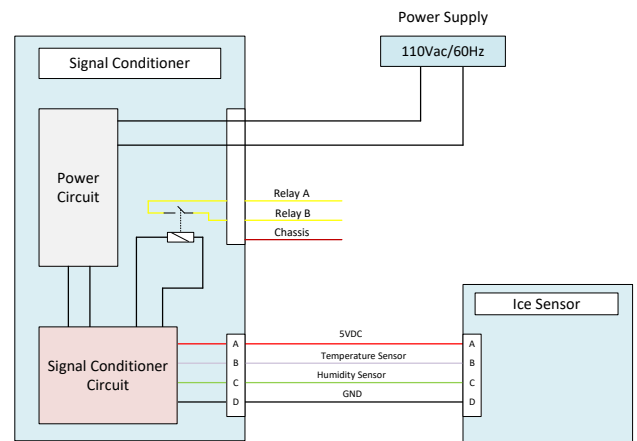 Power Supply
110Vac/60Hz
Signal Conditioner
Power
Circuit
Relay A
Relay B
Chassis
Ice Sensor
Signal Conditioner
Circuit
A
B
C
D
5VDC
Temperature Sensor
Humidity Sensor
GND
A
B
C
D